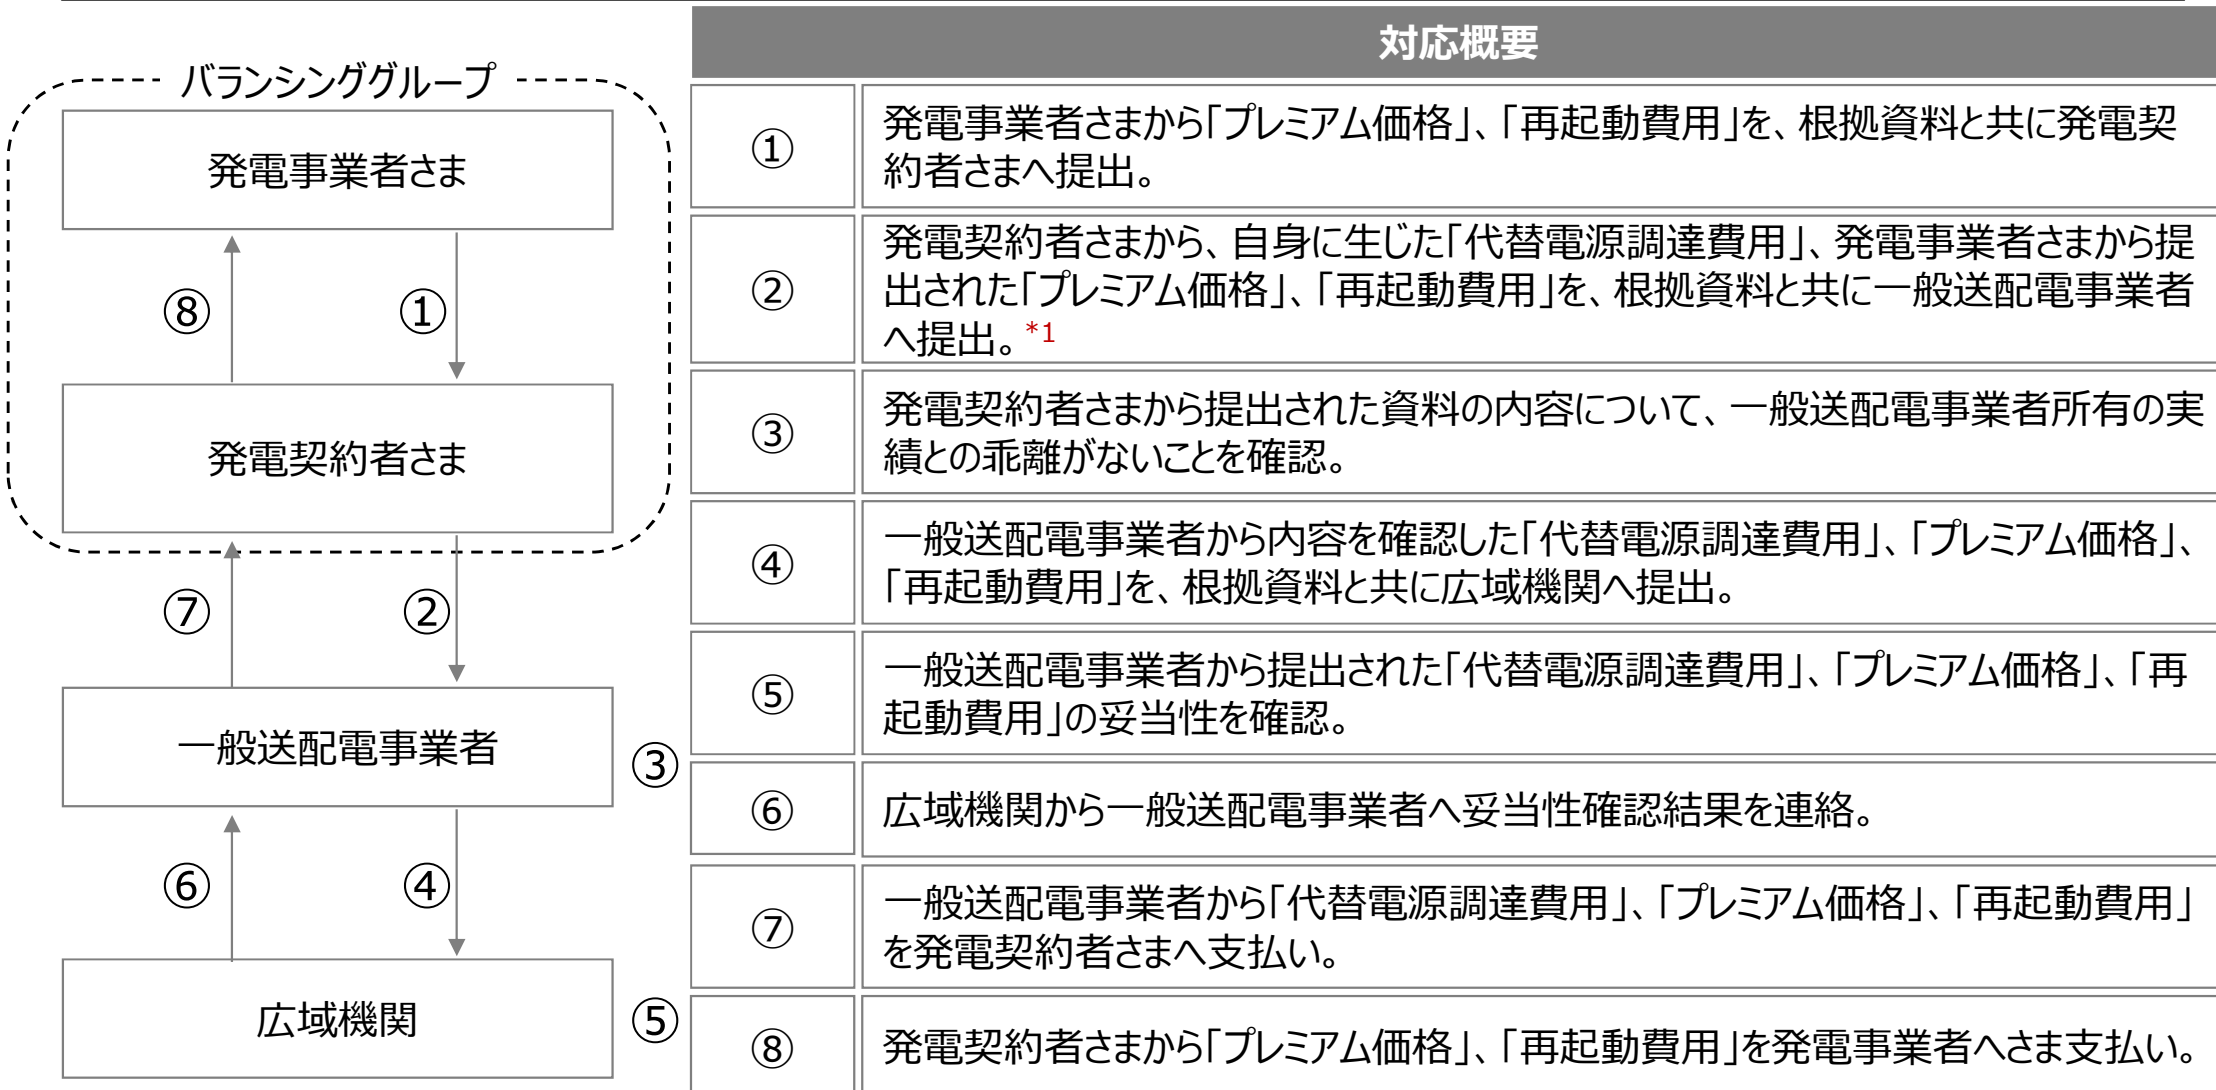 バランシンググループ
発電事業者さま
⑧
①
発電契約者さま
⑦
②
一般送配電事業者
③
⑥
④
広域機関
⑤
対応概要
①
発電事業者さまから「プレミアム価格」、「再起動費用」を、根拠資料と共に発電契
約者さまへ提出。
②
発電契約者さまから、自身に生じた「代替電源調達費用」、発電事業者さまから提
出された「プレミアム価格」、「再起動費用」を、根拠資料と共に一般送配電事業者
へ提出。*1
③
発電契約者さまから提出された資料の内容について、一般送配電事業者所有の実
績との乖離がないことを確認。
④
一般送配電事業者から内容を確認した「代替電源調達費用」、「プレミアム価格」、
「再起動費用」を、根拠資料と共に広域機関へ提出。
⑤
一般送配電事業者から提出された「代替電源調達費用」、「プレミアム価格」、「再
起動費用」の妥当性を確認。
⑥
広域機関から一般送配電事業者へ妥当性確認結果を連絡。
⑦
一般送配電事業者から「代替電源調達費用」、「プレミアム価格」、「再起動費用」
を発電契約者さまへ支払い。
⑧
発電契約者さまから「プレミアム価格」、「再起動費用」を発電事業者へさま支払い。